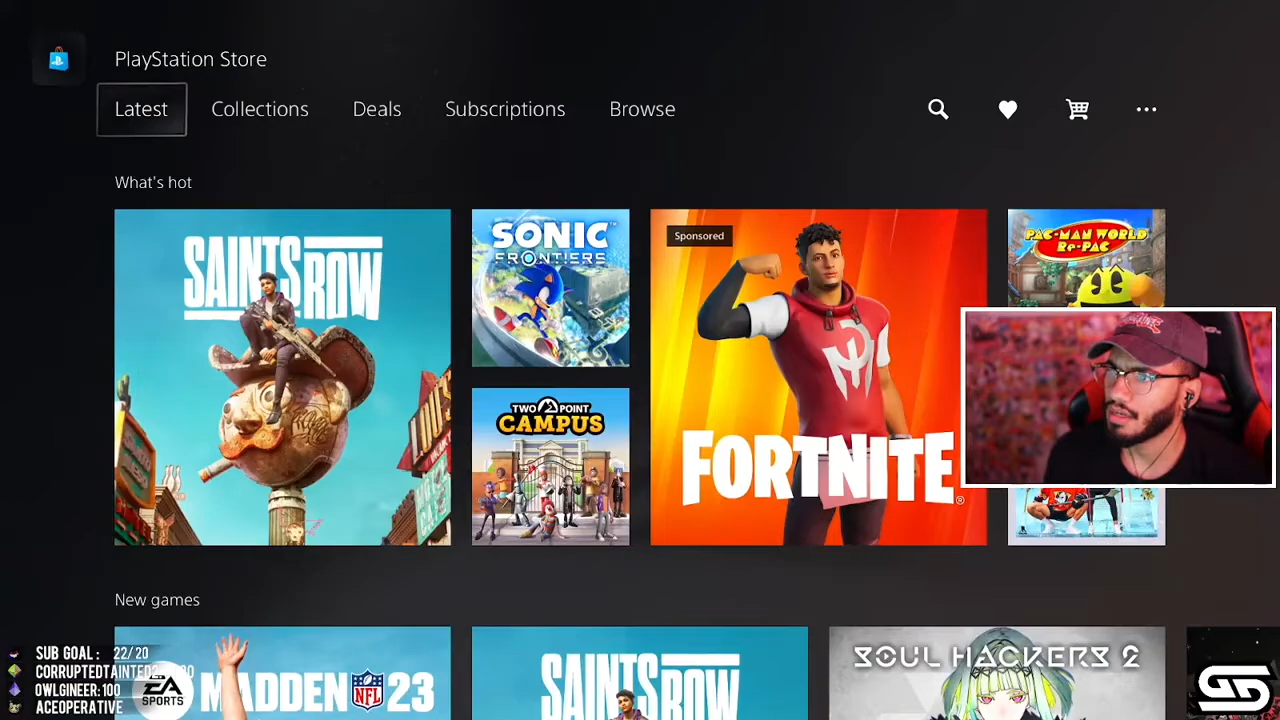 PlayStation Store
Latest Collections Deals Subscriptions Browse
What's hot
SAINTS ROW
SONIC™
FRONTIERS
TWO POINT
CAMPUS
Sponsored
FORTNITE®
PAC-MAN WORLD
Re-PAC
New games
EA
SPORTS
MADDEN NFL 23
SAINTS ROW
SOUL HACKERS 2
SUB GOAL: 22/20
OWLGINEER:100
ACEOPERATIVE